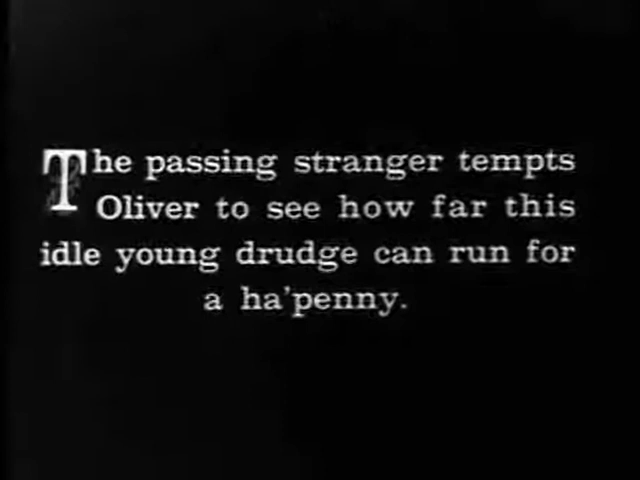 The passing stranger tempts
Oliver to see how far this
idle young drudge can run for
a ha'penny.